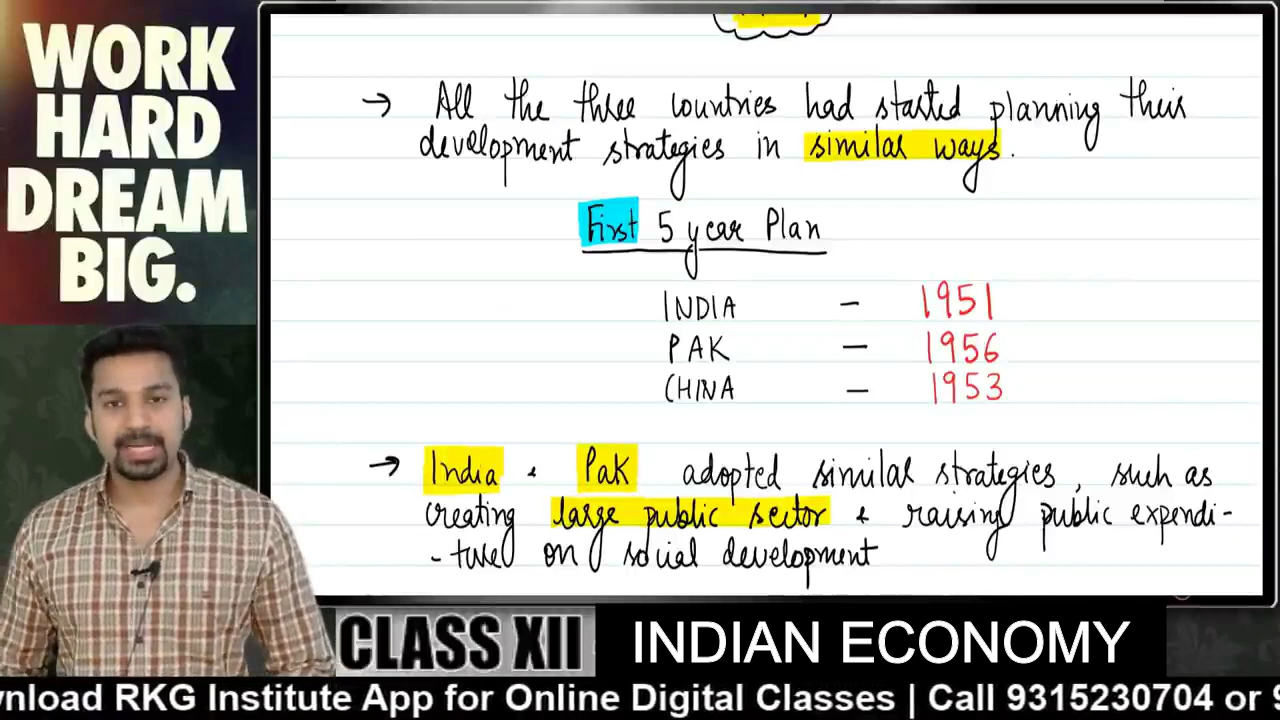 WORK
HARD
DREAM
BIG.
→ All the three countries had started planning their
development strategies in similar ways.
First 5 year Plan
INDIA - 1951
PAK - 1956
CHINA - 1953
→ India & Pak adopted similar strategies, such as
creating large public sector & raising public expendi-
-ture on social development
CLASS XII
INDIAN ECONOMY
wnload RKG Institute App for Online Digital Classes | Call 9315230704 or 9